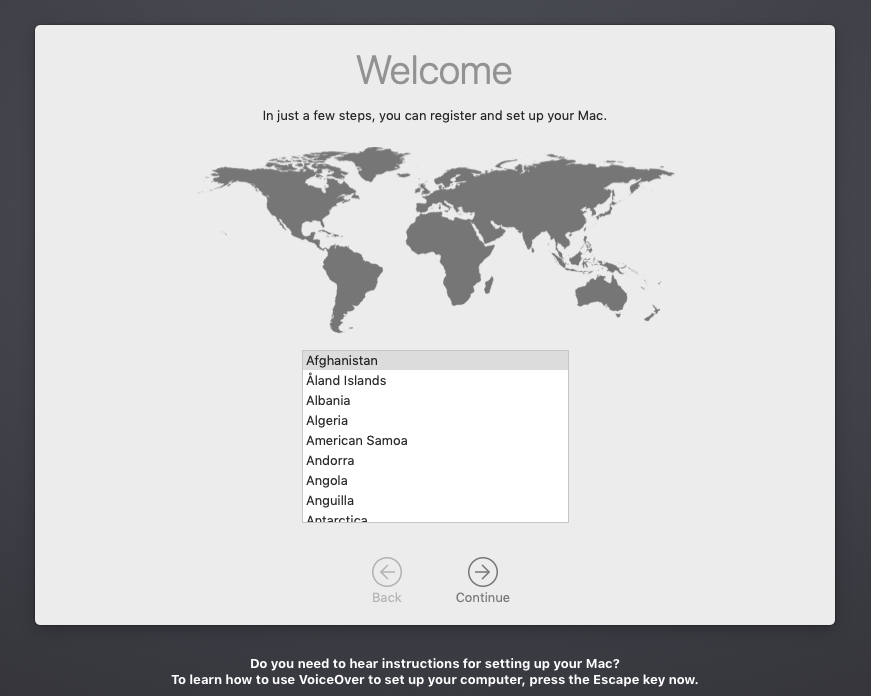 Welcome
In just a few steps, you can register and set up your Mac.
Afghanistan
Åland Islands
Albania
Algeria
American Samoa
Andorra
Angola
Anguilla
Antarctica
Back
Continue
Do you need to hear instructions for setting up your Mac?
To learn how to use VoiceOver to set up your computer, press the Escape key now.